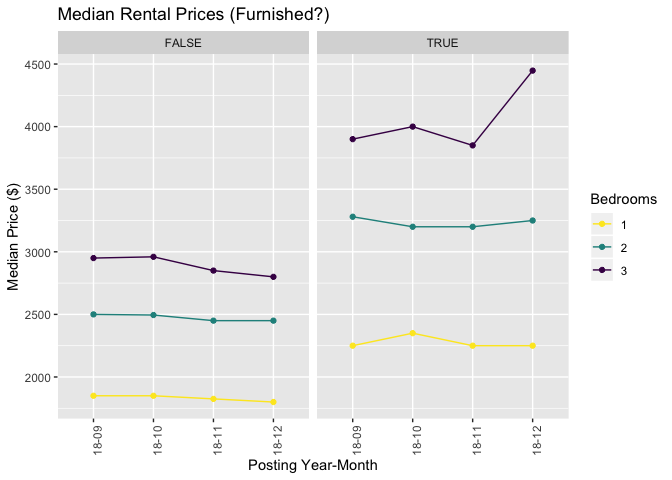 Median Rental Prices (Furnished?)
FALSE
TRUE
Median Price ($)
4500
4000
3500
3000
2500
2000
18-09
18-10
18-11
18-12
18-09
18-10
18-11
18-12
Posting Year-Month
Bedrooms
1
2
3